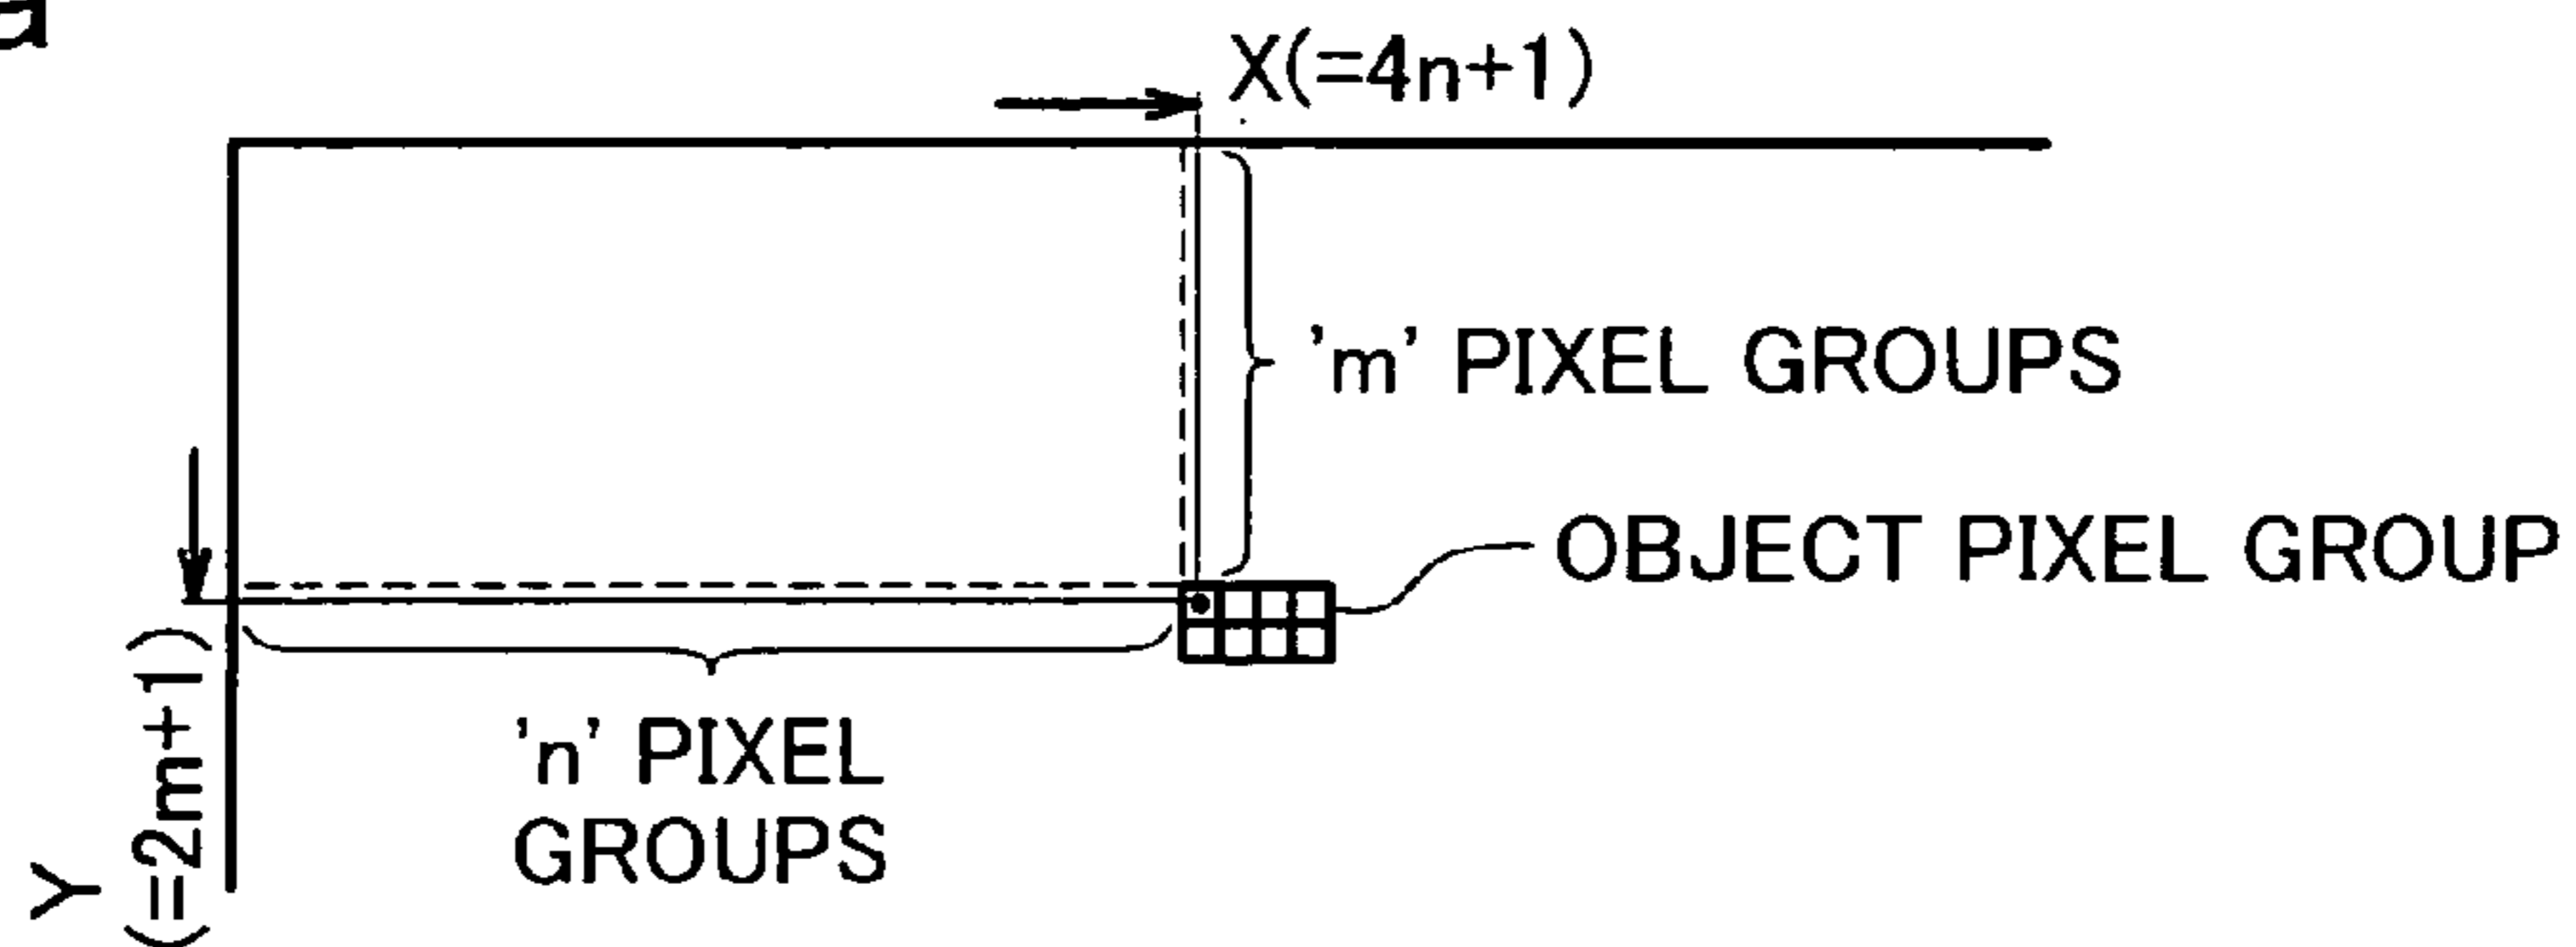 X(=4n+1)
'm' PIXEL GROUPS
OBJECT PIXEL GROUP
'n' PIXEL
GROUPS
Y
(=2m+1)